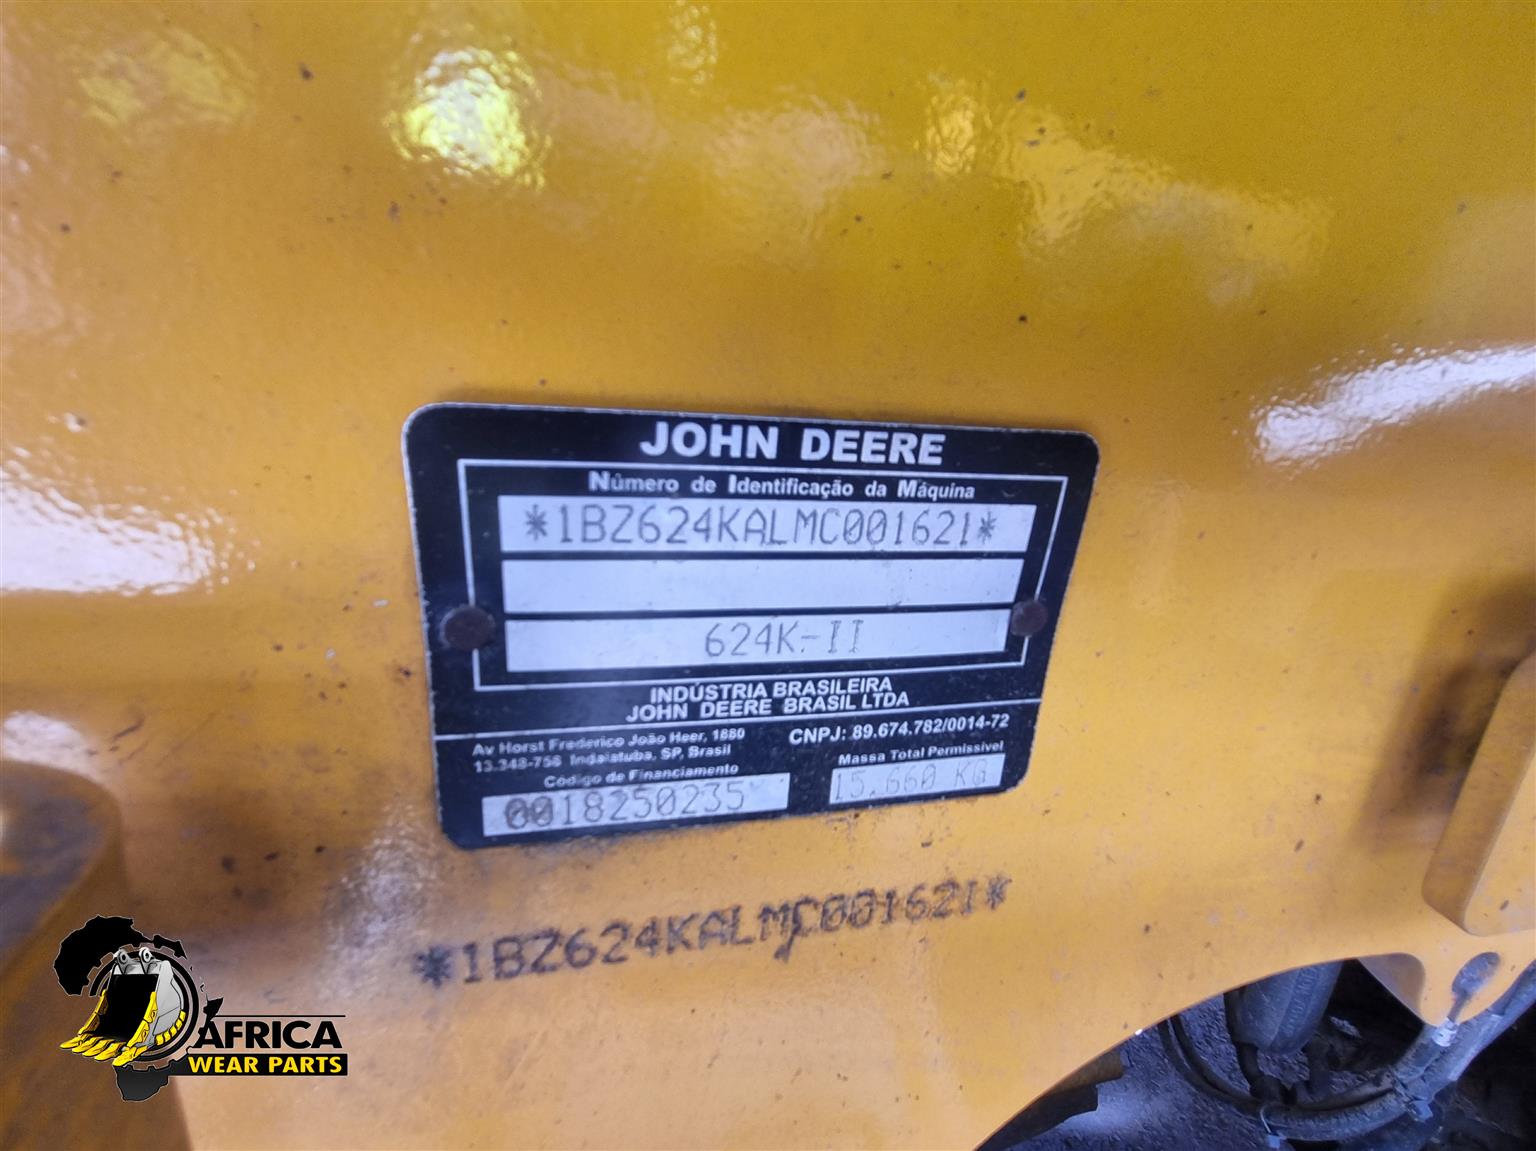 JOHN DEERE
Número de Identificação da Máquina
*1BZ624KALMC001621*
624K-II
INDÚSTRIA BRASILEIRA
JOHN DEERE BRASIL LTDA
Av Horst Frederico João Heer, 1880
13.348-758 Indaiatuba, SP, Brasil
CNPJ: 89.674.782/0014-72
Código de Financiamento
0018250235
Massa Total Permissível
15.660 KG
*1BZ624KALMC001621*
AFRICA
WEAR PARTS